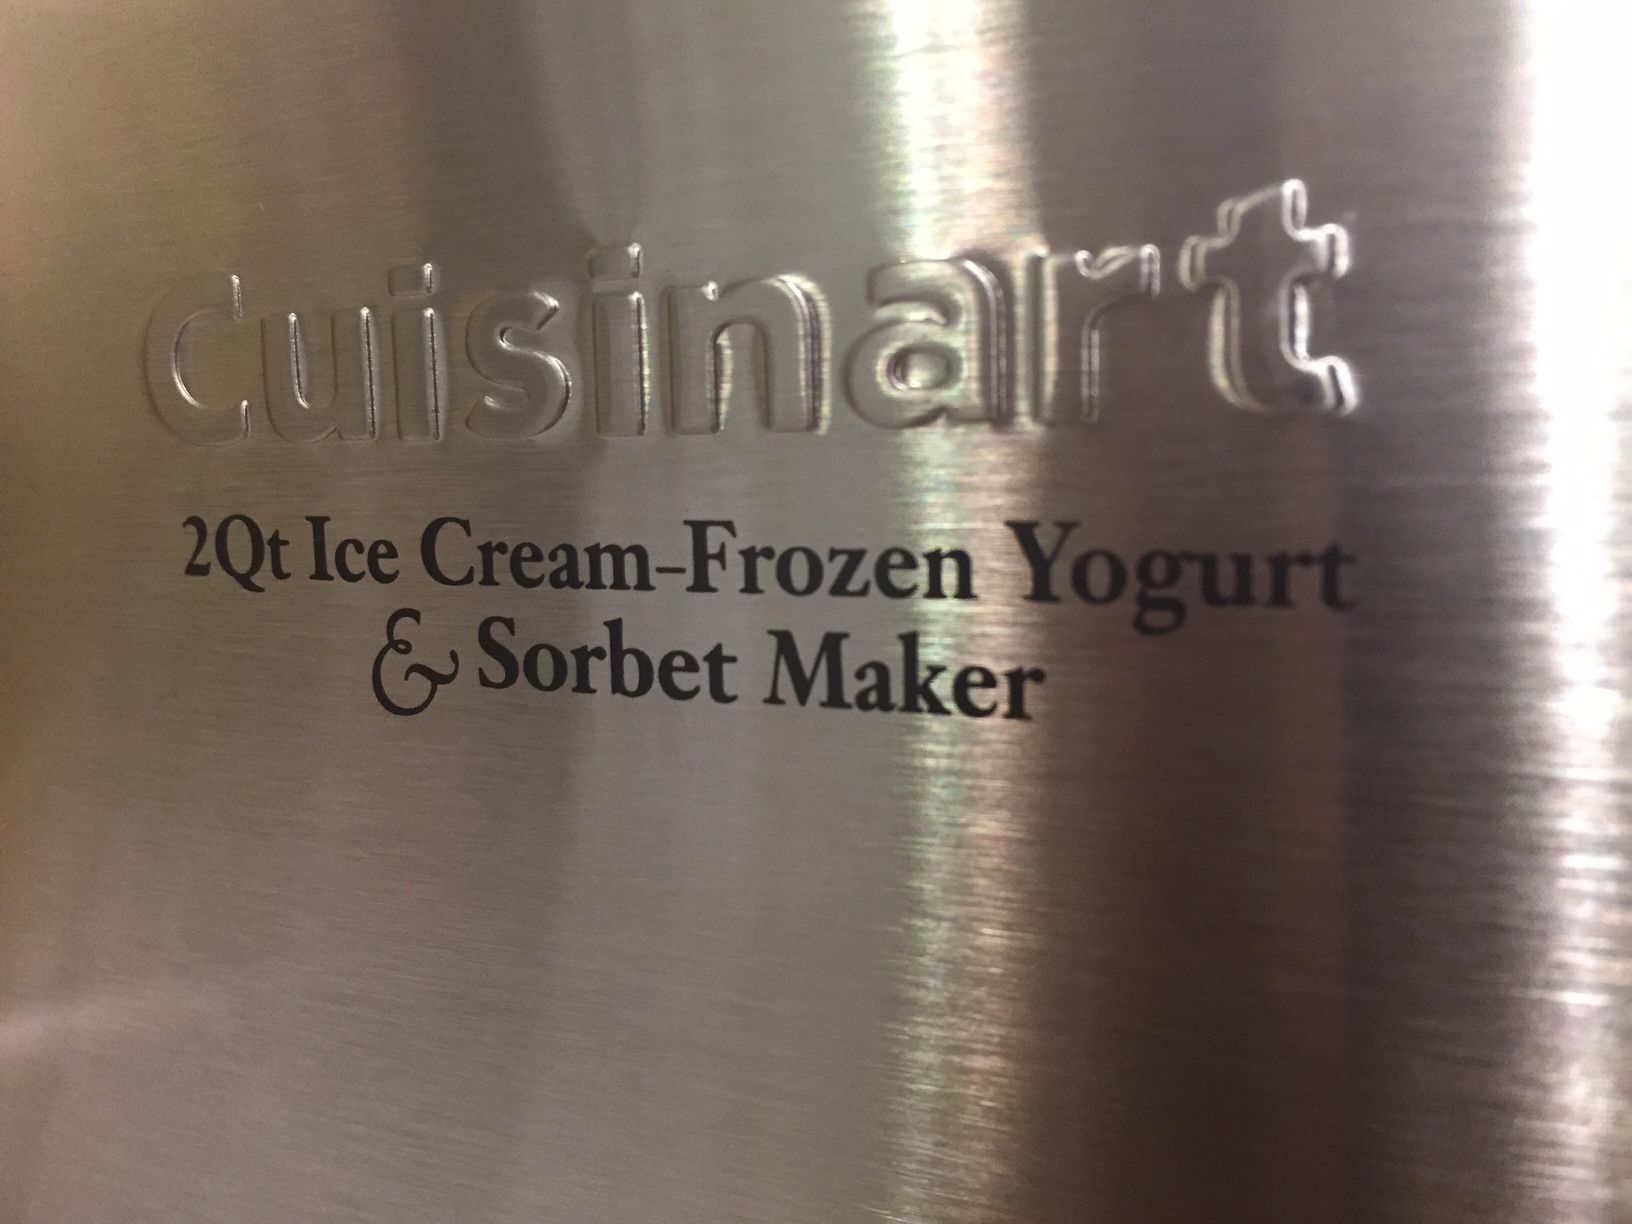 Cuisinart
2Qt Ice Cream-Frozen Yogurt
& Sorbet Maker